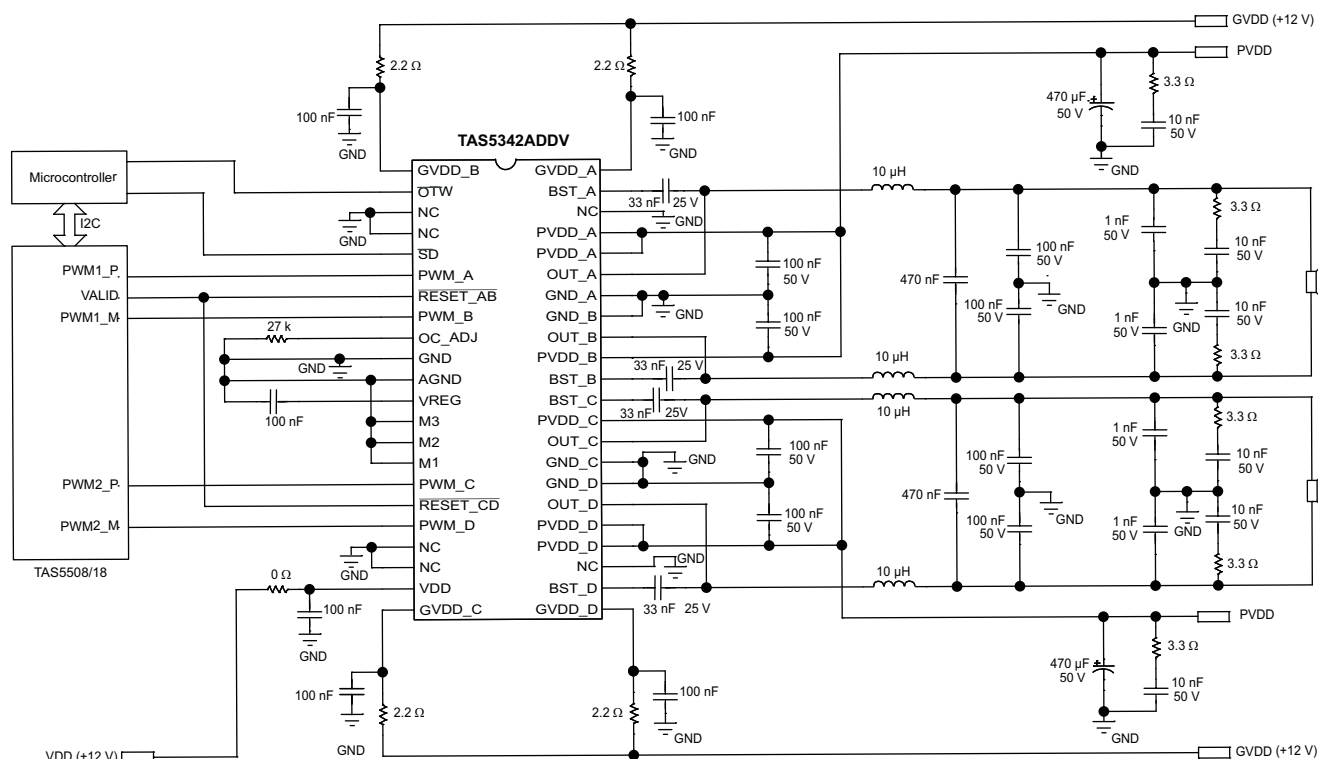 GVDD (+12 V)
PVDD
2.2 Ω
2.2 Ω
3.3 Ω
470 µF
50 V
10 nF
50 V
100 nF
GND
100 nF
GND
GND
TAS5342ADDV
Microcontroller
I2C
GVDD_B
OTW
NC
NC
SD
PWM_A
RESET_AB
PWM_B
OC_ADJ
GND
AGND
VREG
M3
M2
M1
PWM_C
RESET_CD
PWM_D
NC
NC
VDD
GVDD_C
GVDD_A
BST_A
NC
PVDD_A
PVDD_A
OUT_A
GND_A
GND_B
OUT_B
PVDD_B
BST_B
BST_C
PVDD_C
OUT_C
GND_C
GND_D
OUT_D
PVDD_D
PVDD_D
NC
BST_D
GVDD_D
PWM1_P
VALID
PWM1_M
PWM2_P
PWM2_M
TAS5508/18
GND
27 k
GND
100 nF
GND
0 Ω
100 nF
GND
33 nF 25 V
GND
100 nF
50 V
GND
100 nF
50 V
33 nF 25 V
33 nF 25V
100 nF
50 V
GND
100 nF
50 V
GND
33 nF 25 V
10 µH
470 nF
100 nF
50 V
GND
100 nF
50 V
1 nF
50 V
3.3 Ω
10 nF
50 V
GND
1 nF
50 V
10 nF
50 V
3.3 Ω
10 µH
10 µH
470 nF
100 nF
50 V
GND
100 nF
50 V
1 nF
50 V
3.3 Ω
10 nF
50 V
GND
1 nF
50 V
10 nF
50 V
3.3 Ω
10 µH
PVDD
3.3 Ω
470 µF
50 V
10 nF
50 V
GND
100 nF
2.2 Ω
GND
2.2 Ω
100 nF
GND
VDD (+12 V)
GVDD (+12 V)